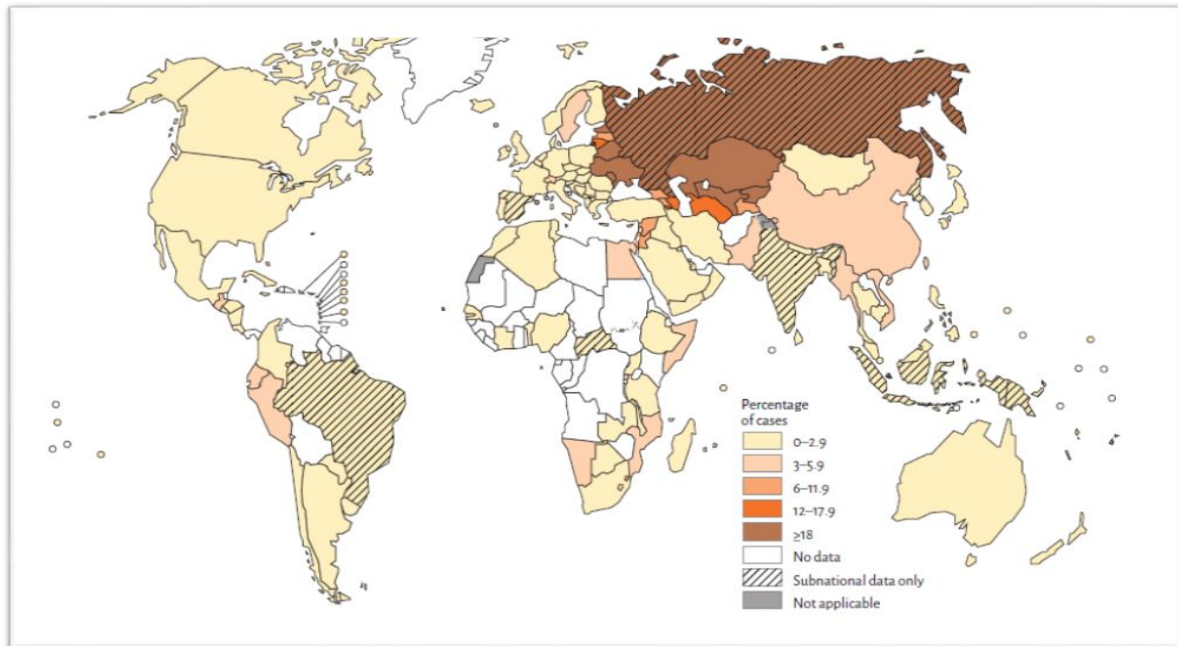 Percentage
of cases
0–2.9
3–5.9
6–11.9
12–17.9
≥18
No data
Subnational data only
Not applicable